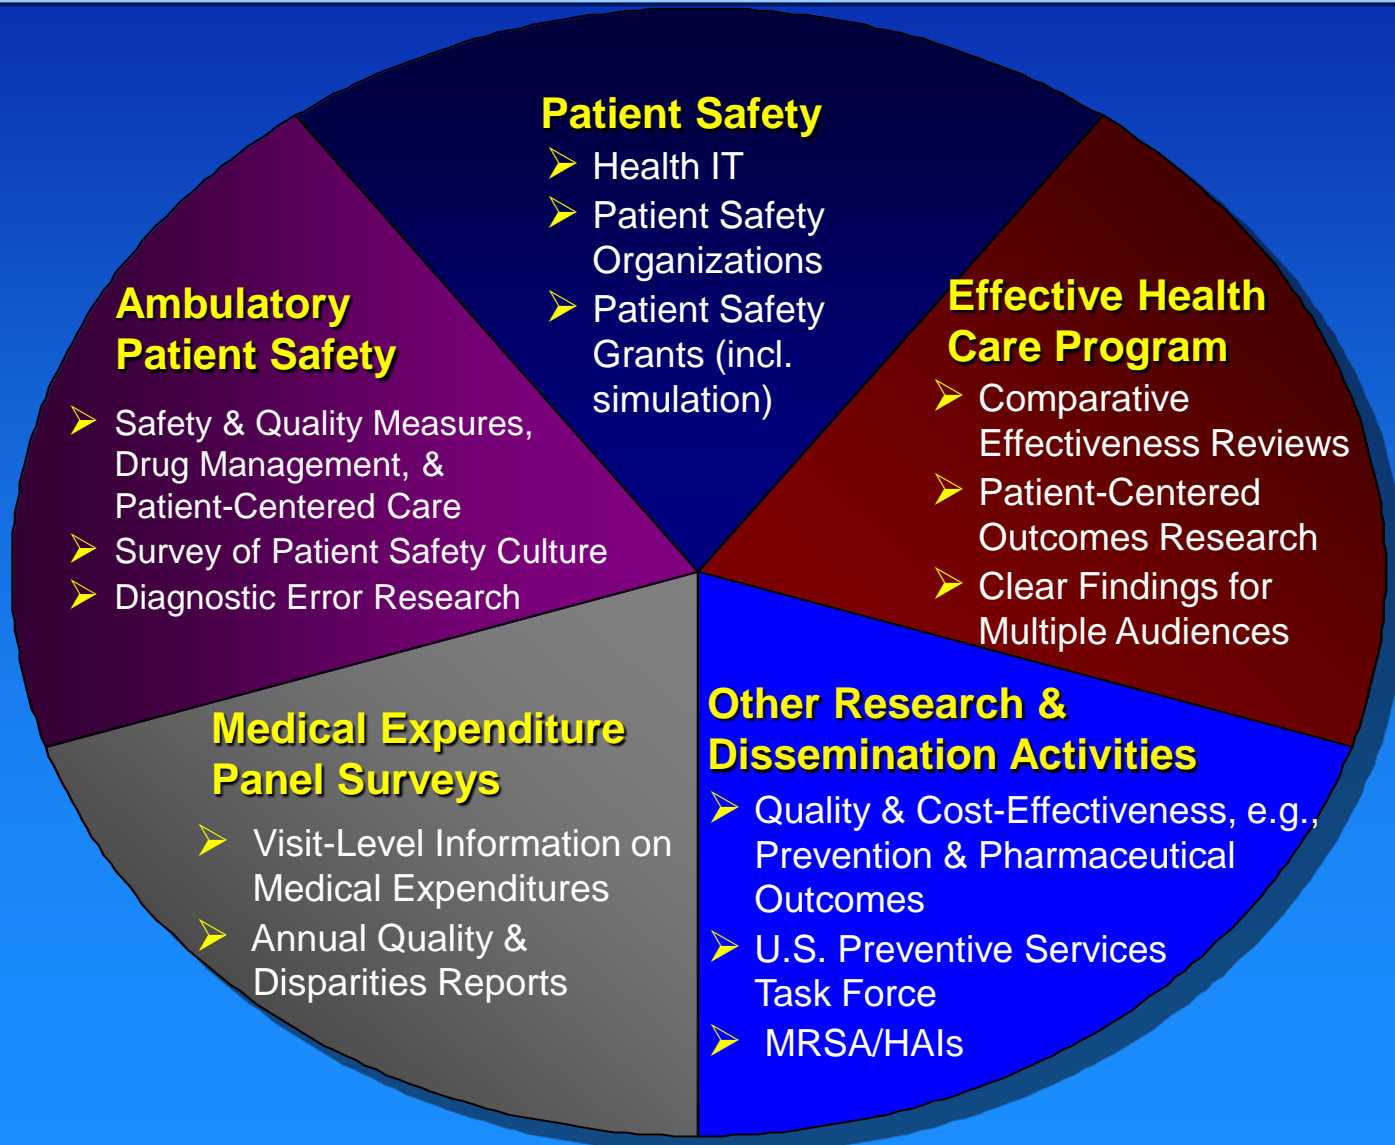 Patient Safety
Health IT
Patient Safety
Organizations
Patient Safety
Grants (incl.
simulation)
Effective Health
Care Program
Comparative
Effectiveness Reviews
Patient-Centered
Outcomes Research
Clear Findings for
Multiple Audiences
Other Research &
Dissemination Activities
Quality & Cost-Effectiveness, e.g.,
Prevention & Pharmaceutical
Outcomes
U.S. Preventive Services
Task Force
MRSA/HAIs
Medical Expenditure
Panel Surveys
Visit-Level Information on
Medical Expenditures
Annual Quality &
Disparities Reports
Ambulatory
Patient Safety
Safety & Quality Measures,
Drug Management, &
Patient-Centered Care
Survey of Patient Safety Culture
Diagnostic Error Research